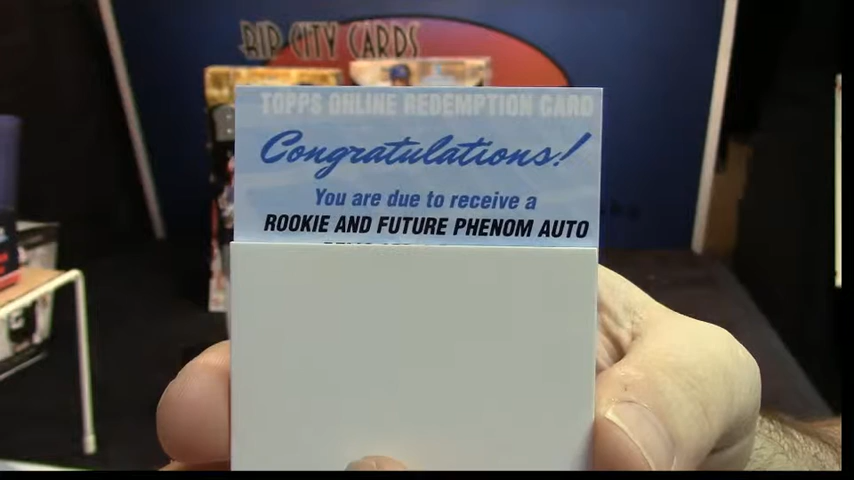 RIP CITY CARDS
TOPPS ONLINE REDEMPTION CARD
Congratulations!
You are due to receive a
ROOKIE AND FUTURE PHENOM AUTO